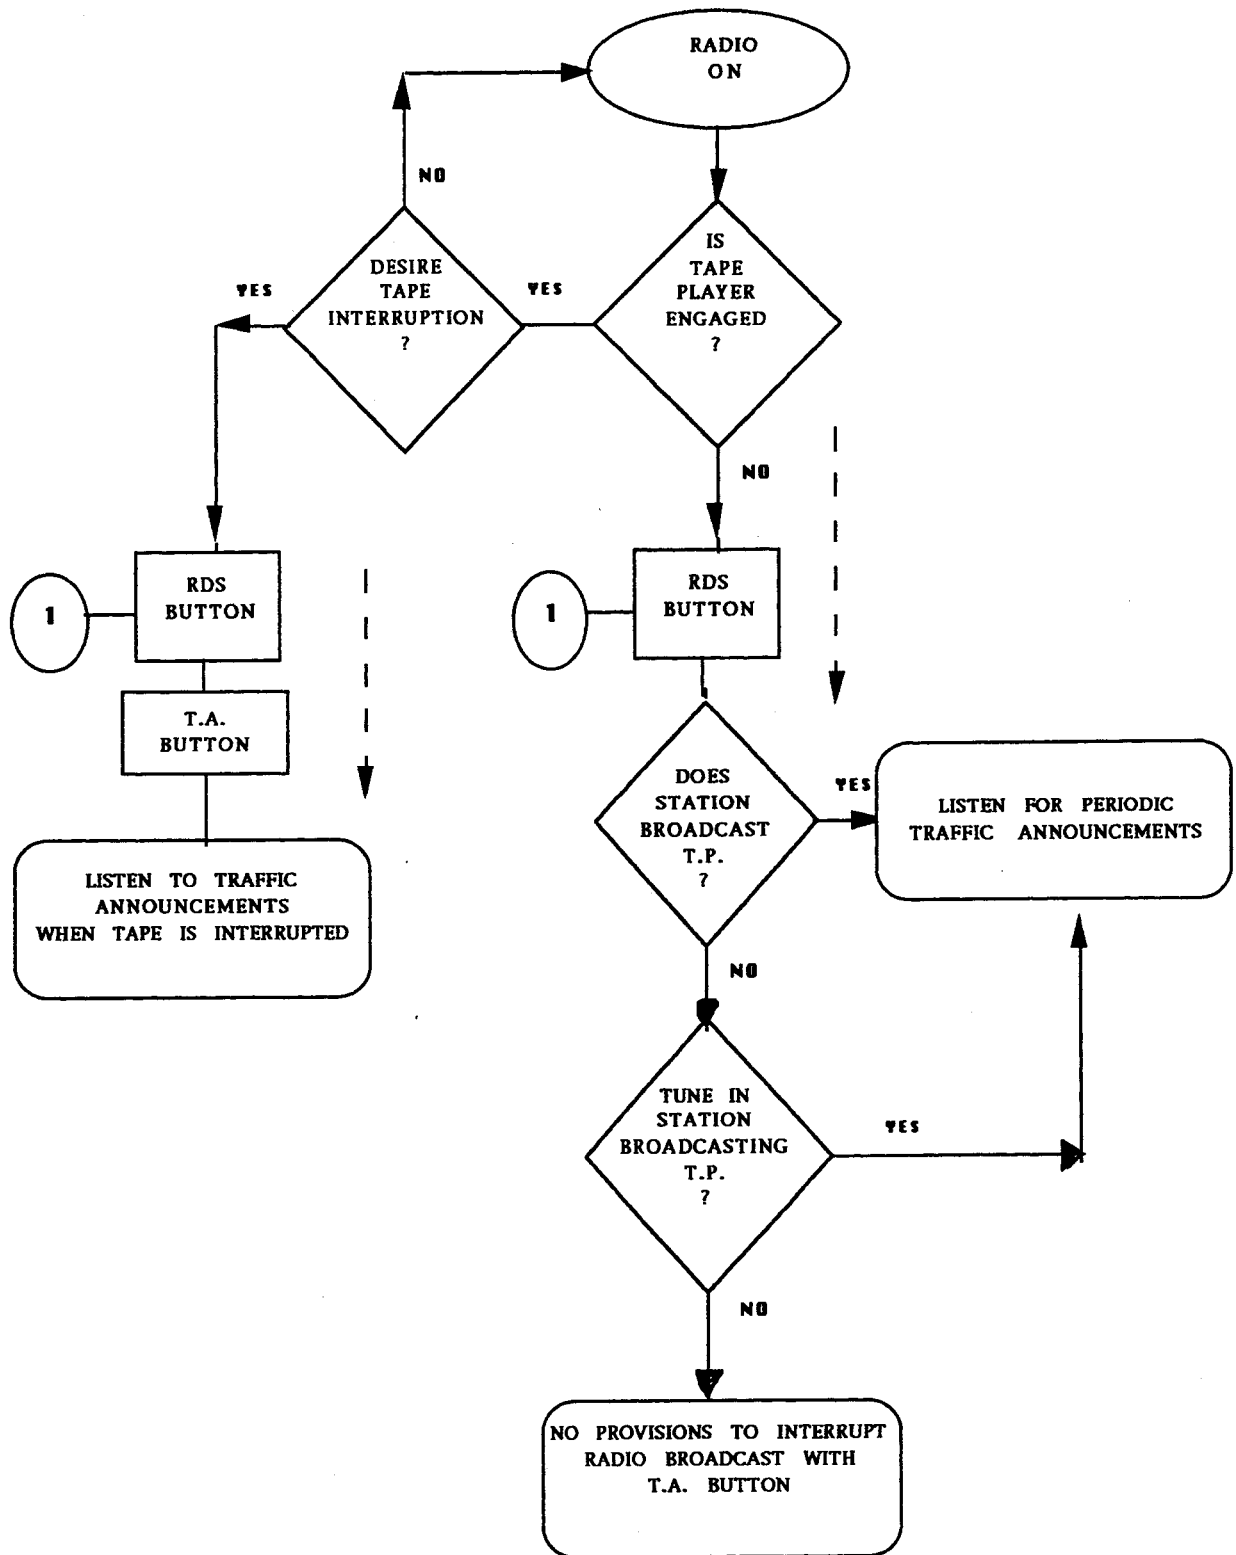 RADIO
ON
NO
IS
TAPE
PLAYER
ENGAGED
?
DESIRE
TAPE
INTERRUPTION
?
YES
YES
NO
RDS
BUTTON
1
RDS
BUTTON
1
T.A.
BUTTON
DOES
STATION
BROADCAST
T.P.
?
YES
LISTEN FOR PERIODIC
TRAFFIC ANNOUNCEMENTS
LISTEN TO TRAFFIC
ANNOUNCEMENTS
WHEN TAPE IS INTERRUPTED
NO
TUNE IN
STATION
BROADCASTING
T.P.
?
YES
NO
NO PROVISIONS TO INTERRUPT
RADIO BROADCAST WITH
T.A. BUTTON